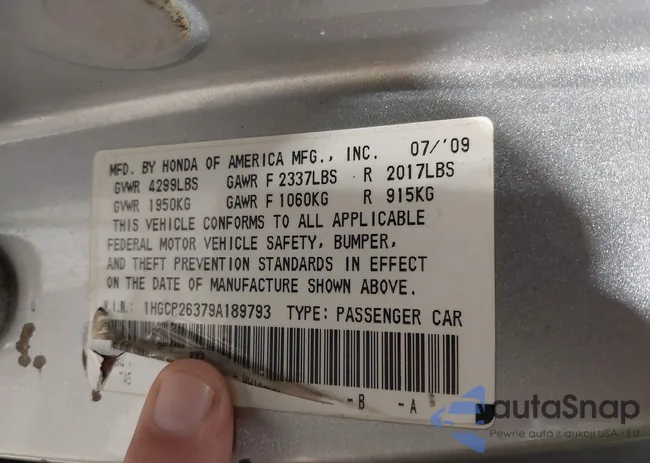 MFD. BY HONDA OF AMERICA MFG., INC. 07/'09
GVWR 4299LBS GAWR F 2337LBS R 2017LBS
GVWR 1950KG GAWR F 1060KG R 915KG
THIS VEHICLE CONFORMS TO ALL APPLICABLE
FEDERAL MOTOR VEHICLE SAFETY, BUMPER,
AND THEFT PREVENTION STANDARDS IN EFFECT
ON THE DATE OF MANUFACTURE SHOWN ABOVE.
V.I.N.: 1HGCP26379A189793 TYPE: PASSENGER CAR
-B -A
autaSnap
Pewne auta z aukcji USA i EU